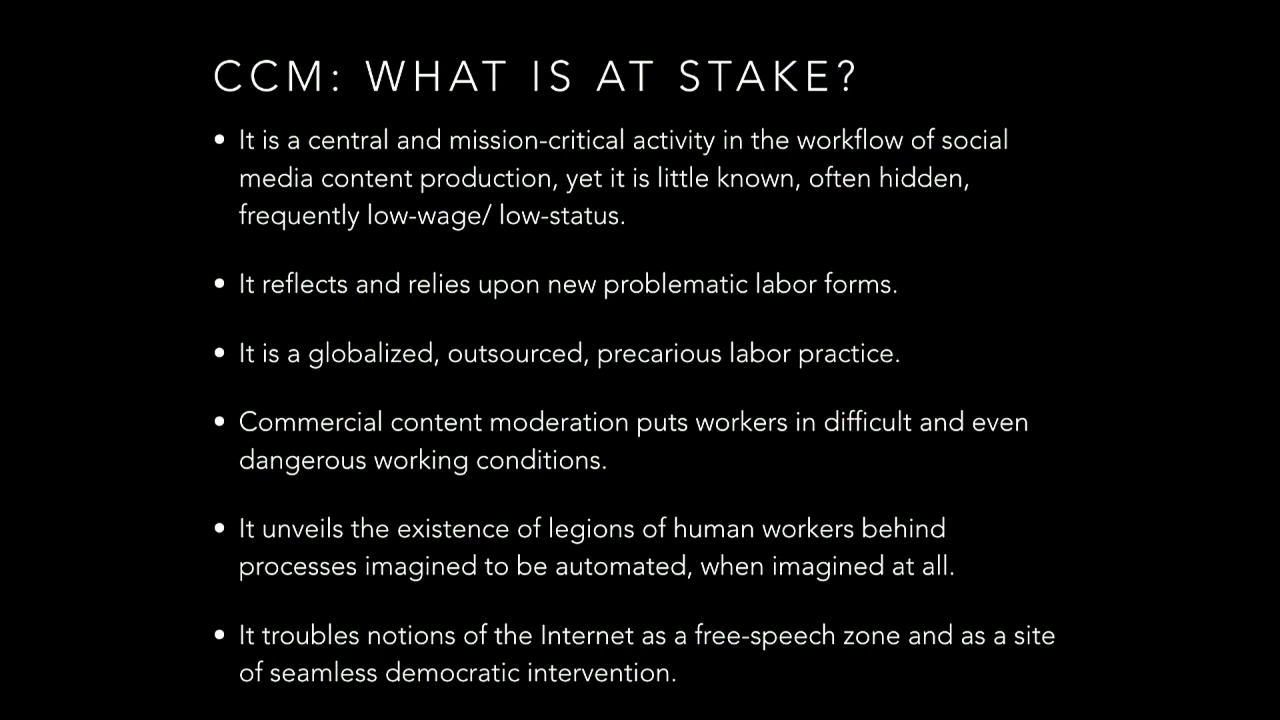 CCM: WHAT IS AT STAKE?
• It is a central and mission-critical activity in the workflow of social
media content production, yet it is little known, often hidden,
frequently low-wage/ low-status.
• It reflects and relies upon new problematic labor forms.
• It is a globalized, outsourced, precarious labor practice.
• Commercial content moderation puts workers in difficult and even
dangerous working conditions.
• It unveils the existence of legions of human workers behind
processes imagined to be automated, when imagined at all.
• It troubles notions of the Internet as a free-speech zone and as a site
of seamless democratic intervention.